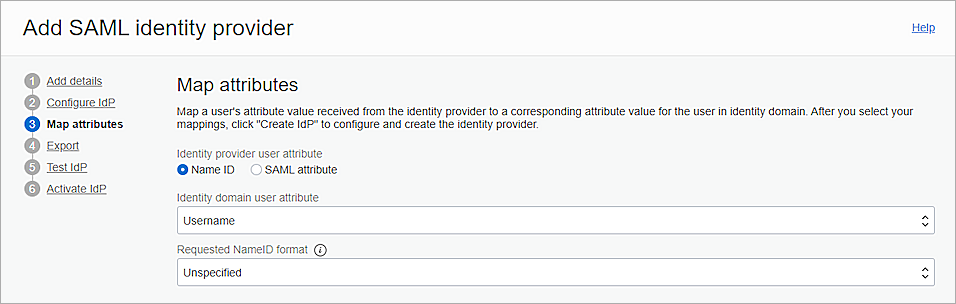 Add SAML identity provider
Help
1 Add details
2 Configure IdP
3 Map attributes
4 Export
5 Test IdP
6 Activate IdP
Map attributes
Map a user's attribute value received from the identity provider to a corresponding attribute value for the user in identity domain. After you select your
mappings, click "Create IdP" to configure and create the identity provider.
Identity provider user attribute
Name ID SAML attribute
Identity domain user attribute
Username
Requested NameID format i
Unspecified